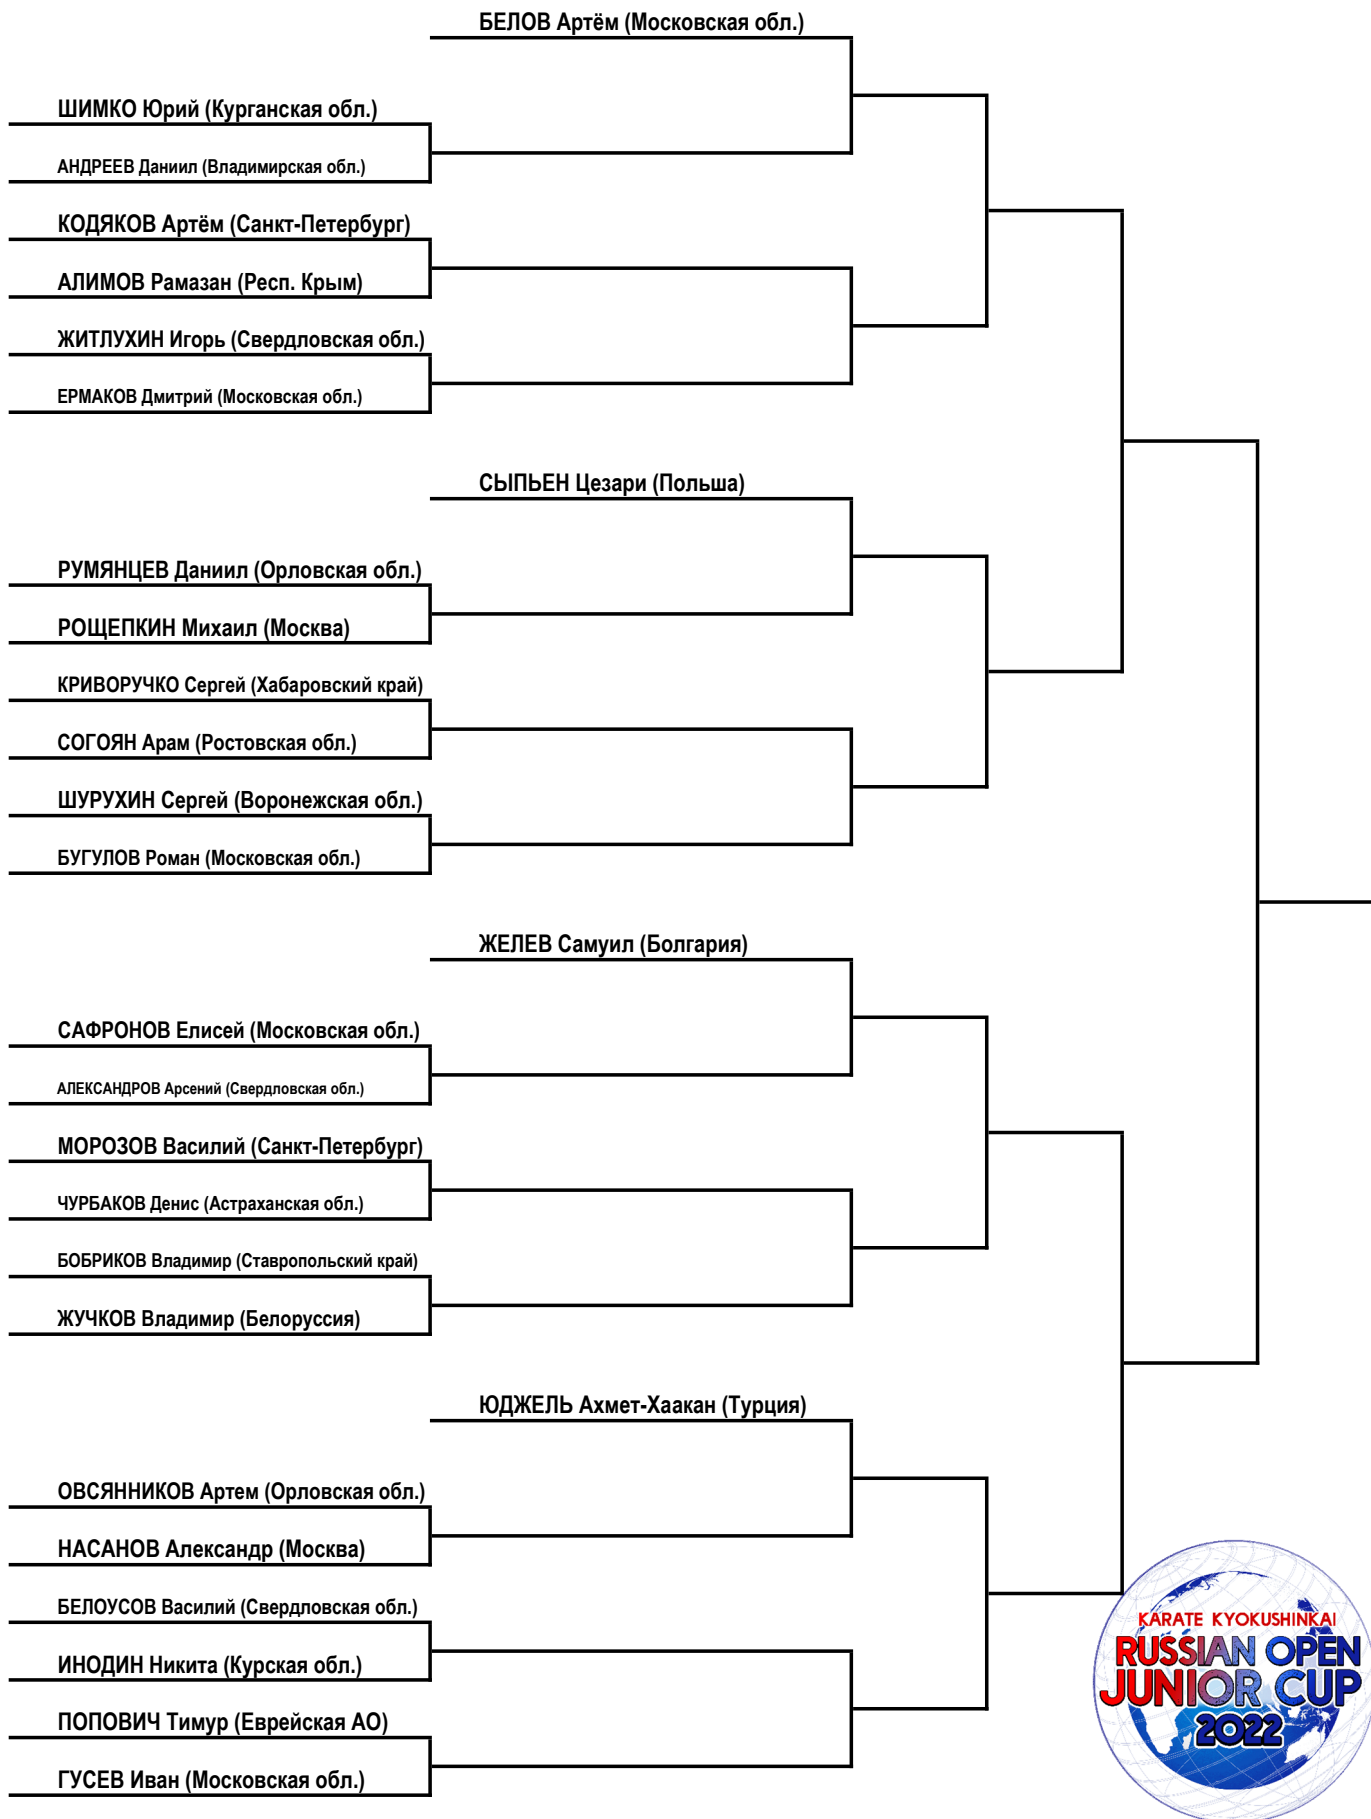 БЕЛОВ Артём (Московская обл.)
ШИМКО Юрий (Курганская обл.)
АНДРЕЕВ Даниил (Владимирская обл.)
КОДЯКОВ Артём (Санкт-Петербург)
АЛИМОВ Рамазан (Респ. Крым)
ЖИТЛУХИН Игорь (Свердловская обл.)
ЕРМАКОВ Дмитрий (Московская обл.)
СЫПЬЕН Цезари (Польша)
РУМЯНЦЕВ Даниил (Орловская обл.)
РОЩЕПКИН Михаил (Москва)
КРИВОРУЧКО Сергей (Хабаровский край)
СОГОЯН Арам (Ростовская обл.)
ШУРУХИН Сергей (Воронежская обл.)
БУГУЛОВ Роман (Московская обл.)
ЖЕЛЕВ Самуил (Болгария)
САФРОНОВ Елисей (Московская обл.)
АЛЕКСАНДРОВ Арсений (Свердловская обл.)
МОРОЗОВ Василий (Санкт-Петербург)
ЧУРБАКОВ Денис (Астраханская обл.)
БОБРИКОВ Владимир (Ставропольский край)
ЖУЧКОВ Владимир (Белоруссия)
ЮДЖЕЛЬ Ахмет-Хаакан (Турция)
ОВСЯННИКОВ Артем (Орловская обл.)
НАСАНОВ Александр (Москва)
БЕЛОУСОВ Василий (Свердловская обл.)
ИНОДИН Никита (Курская обл.)
ПОПОВИЧ Тимур (Еврейская АО)
ГУСЕВ Иван (Московская обл.)
KARATE KYOKUSHINKAI
RUSSIAN OPEN
JUNIOR CUP
2022